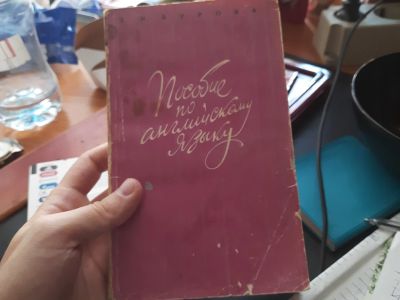 Пособие
по
английскому
языку